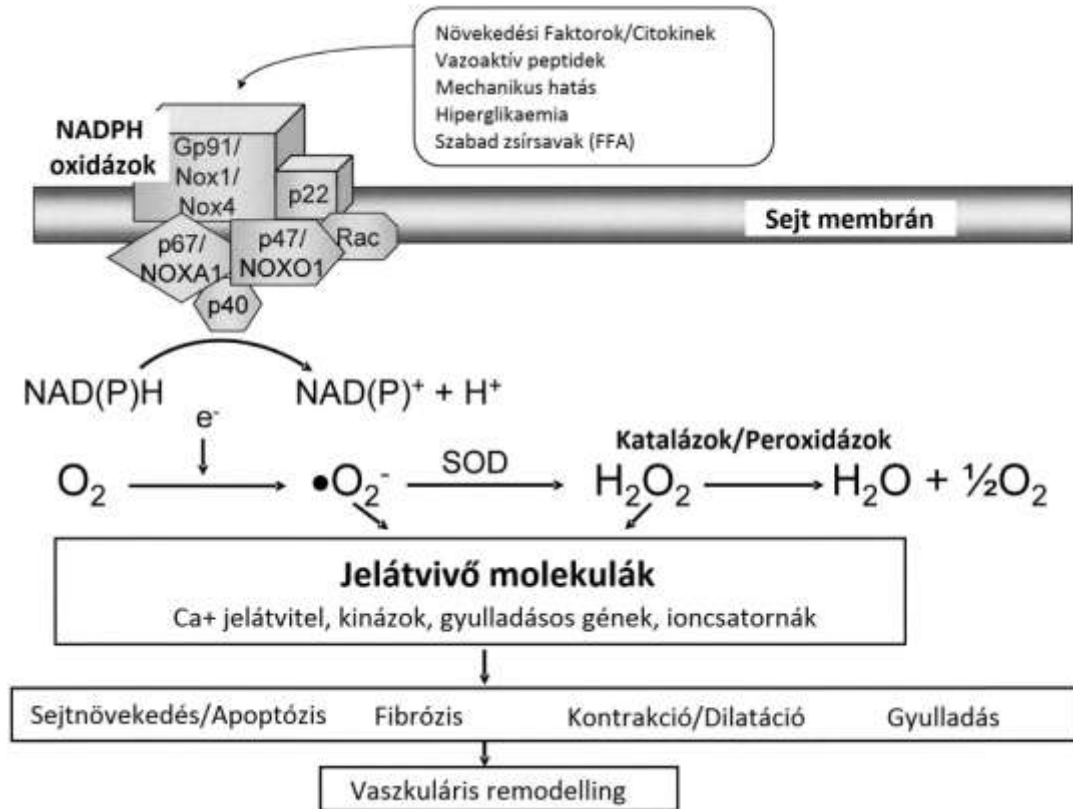 Növekedési Faktorok/Citokinek
Vazoaktív peptidek
Mechanikus hatás
Hiperglikaemia
Szabad zsírsavak (FFA)
NADPH
oxidázok
Gp91/
Nox1/
Nox4
p22
Sejt membrán
p67/
NOXA1
p47/
NOXO1
Rac
p40
NAD(P)H
NAD(P)⁺ + H⁺
e⁻
Katalázok/Peroxidázok
O₂
●O₂⁻
SOD
H₂O₂
H₂O + ½O₂
Jelátvivő molekulák
Ca+ jelátvitel, kinázok, gyulladásos gének, ioncsatornák
Sejtnövekedés/Apoptózis Fibrózis Kontrakció/Dilatáció Gyulladás
Vaszkuláris remodelling